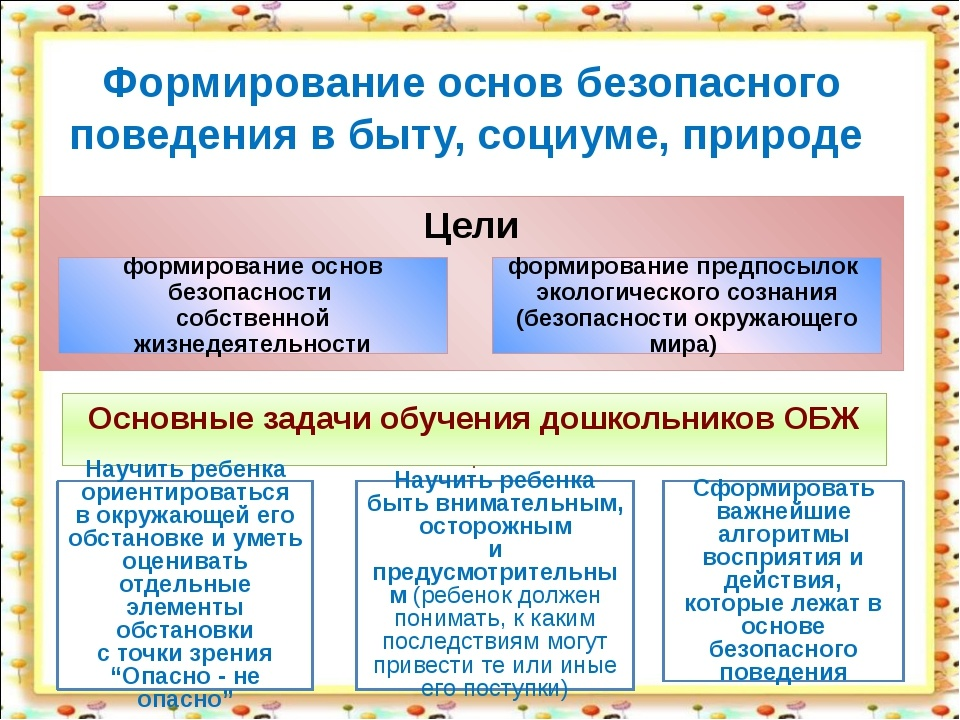 Формирование основ безопасного
поведения в быту, социуме, природе
Цели
формирование основ
безопасности
собственной
жизнедеятельности
формирование предпосылок
экологического сознания
(безопасности окружающего
мира)
Основные задачи обучения дошкольников ОБЖ
Научить ребенка
ориентироваться
в окружающей его
обстановке и уметь
оценивать
отдельные
элементы
обстановки
с точки зрения
“Опасно - не
опасно”
Научить ребенка
быть внимательным,
осторожным
и
предусмотрительны
м (ребенок должен
понимать, к каким
последствиям могут
привести те или иные
его поступки)
Сформировать
важнейшие
алгоритмы
восприятия и
действия,
которые лежат в
основе
безопасного
поведения